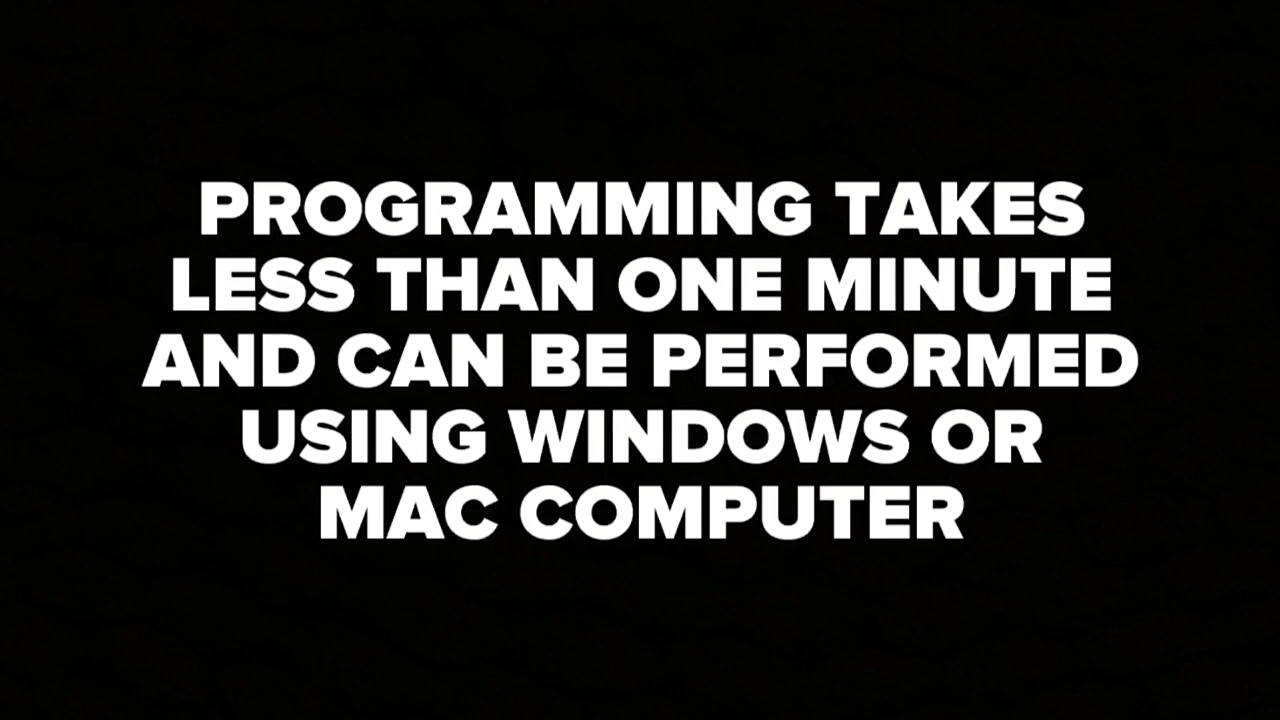 PROGRAMMING TAKES
LESS THAN ONE MINUTE
AND CAN BE PERFORMED
USING WINDOWS OR
MAC COMPUTER